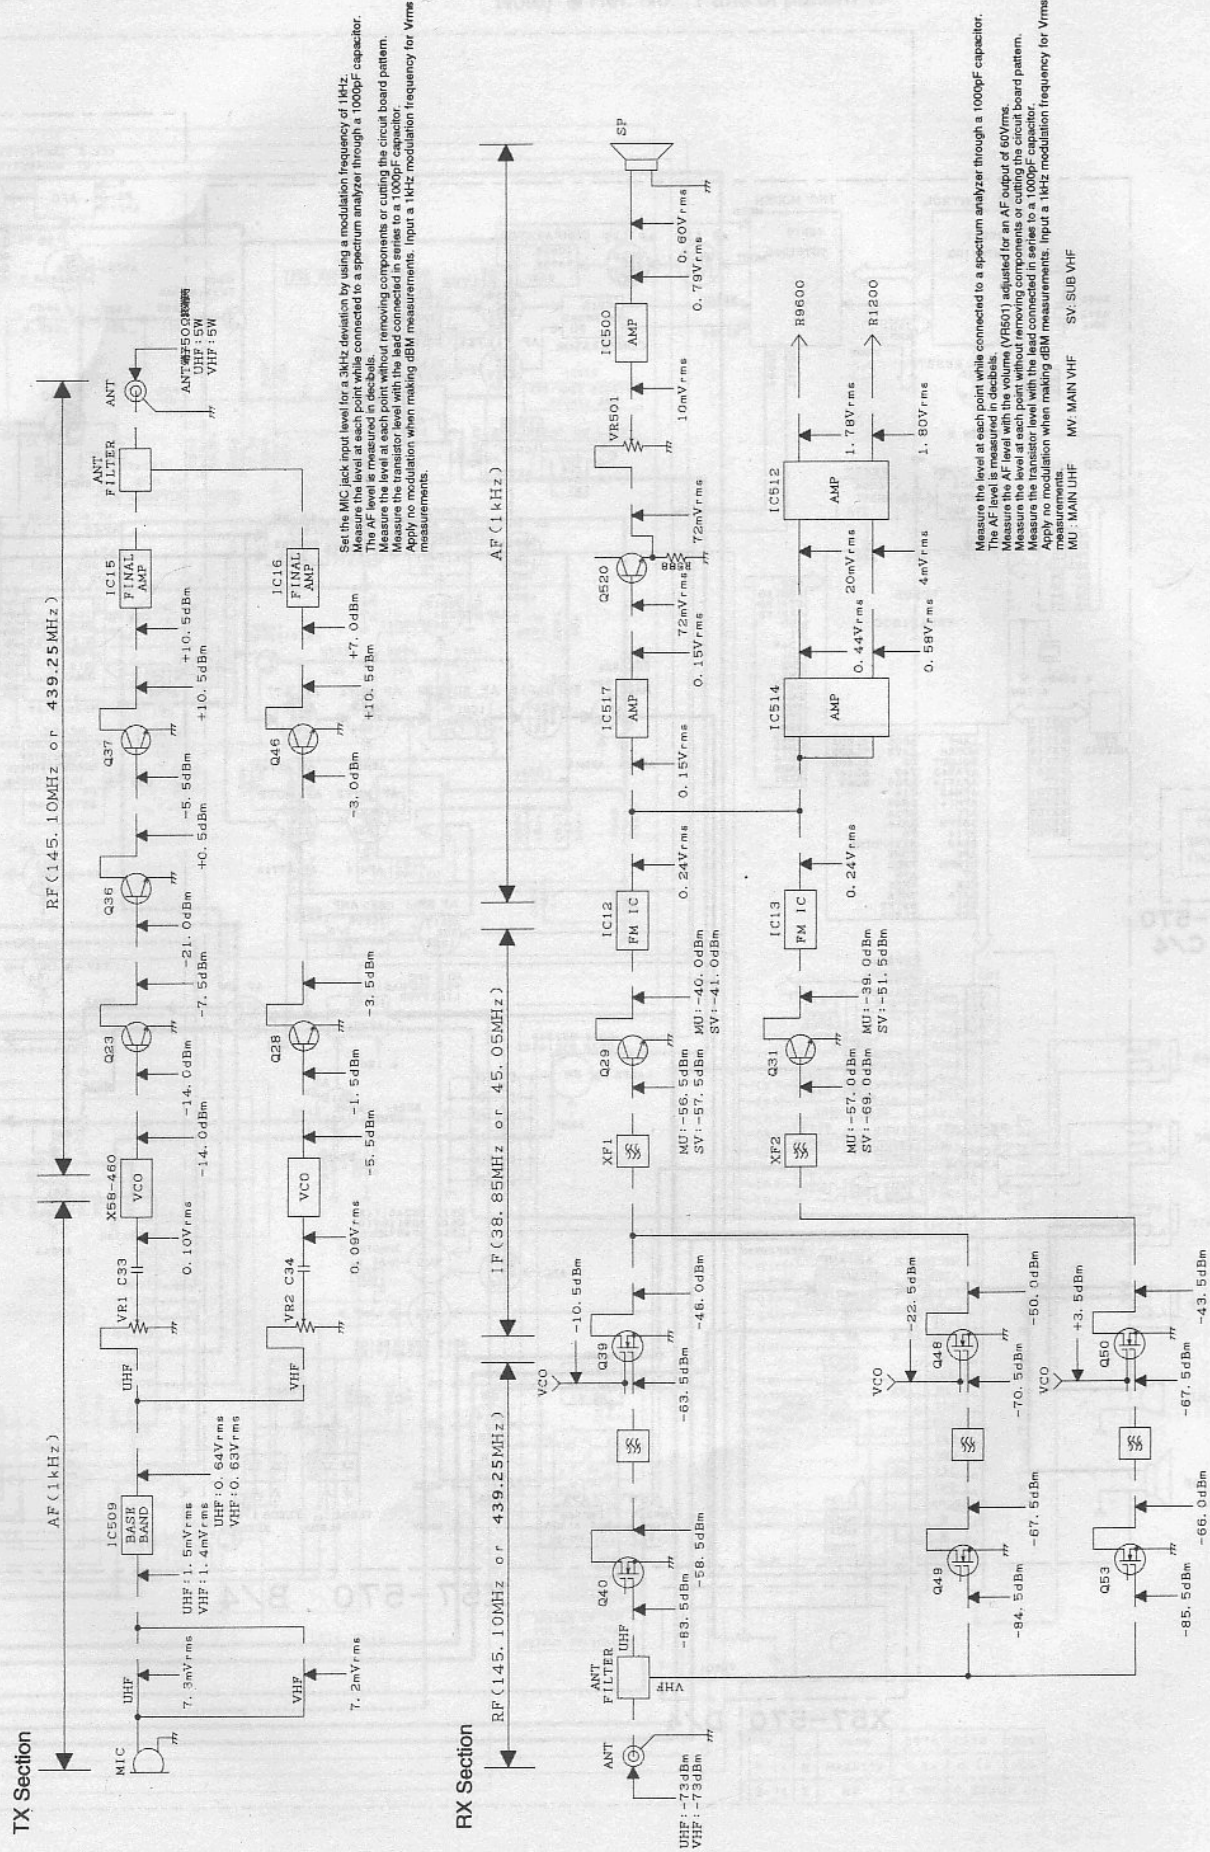 TX Section
AF(1kHz)
RF(145.10MHz or 439.25MHz)
MIC
UHF
7.3mVrms
VHF
7.2mVrms
UHF:1.5mVrms
VHF:1.4mVrms
IC509
BASE
BAND
UHF:0.64Vrms
VHF:0.63Vrms
UHF
VR1
C33
0.10Vrms
X58-460
VCO
-14.0dBm
-14.0dBm
Q23
-7.5dBm
-21.0dBm
Q36
+0.5dBm
-5.5dBm
Q37
+10.5dBm
+10.5dBm
IC15
FINAL
AMP
ANT
FILTER
ANT
UHF:5W
VHF:5W
VHF
VR2
C34
0.09Vrms
VCO
-5.5dBm
-1.5dBm
Q28
-3.5dBm
-3.0dBm
Q46
+10.5dBm
+7.0dBm
IC16
FINAL
AMP
Set the MIC jack input level for a 3kHz deviation by using a modulation frequency of 1kHz.
Measure the level at each point while connected to a spectrum analyzer through a 1000pF capacitor.
The AF level is measured in decibels.
Measure the level at each point without removing components or cutting the circuit board pattern.
Measure the transistor level with the lead connected in series to a 1000pF capacitor.
Apply no modulation when making dBM measurements. Input a 1kHz modulation frequency for Vrms
measurements.
RX Section
RF(145.10MHz or 439.25MHz)
IF(38.85MHz or 45.05MHz)
AF(1kHz)
ANT
UHF:-73dBm
VHF:-73dBm
ANT
FILTER
UHF
VHF
-83.5dBm
Q40
-58.5dBm
-63.5dBm
VCO
-10.5dBm
Q39
-46.0dBm
XF1
MU:-56.5dBm
SV:-57.5dBm
Q29
MU:-40.0dBm
SV:-41.0dBm
IC12
FM IC
0.24Vrms
0.15Vrms
IC517
AMP
0.15Vrms
72mVrms
Q520
72mVrms
VR501
10mVrms
IC500
AMP
0.79Vrms
0.60Vrms
SP
XF2
MU:-57.0dBm
SV:-69.0dBm
Q31
MU:-39.0dBm
SV:-51.5dBm
IC13
FM IC
0.24Vrms
IC514
AMP
0.44Vrms
0.58Vrms
20mVrms
4mVrms
IC512
AMP
1.78Vrms
1.80Vrms
R9600
R1200
-84.5dBm
Q49
-67.5dBm
-70.5dBm
VCO
-22.5dBm
Q48
-50.0dBm
-85.5dBm
Q53
-66.0dBm
-67.5dBm
VCO
+3.5dBm
Q50
-43.5dBm
Measure the level at each point while connected to a spectrum analyzer through a 1000pF capacitor.
The AF level is measured in decibels.
Measure the AF level with the volume (VR501) adjusted for an AF output of 60Vrms.
Measure the level at each point without removing components or cutting the circuit board pattern.
Measure the transistor level with the lead connected in series to a 1000pF capacitor.
Apply no modulation when making dBM measurements. Input a 1kHz modulation frequency for Vrms
measurements.
MU : MAIN UHF MV: MAIN VHF SV: SUB VHF